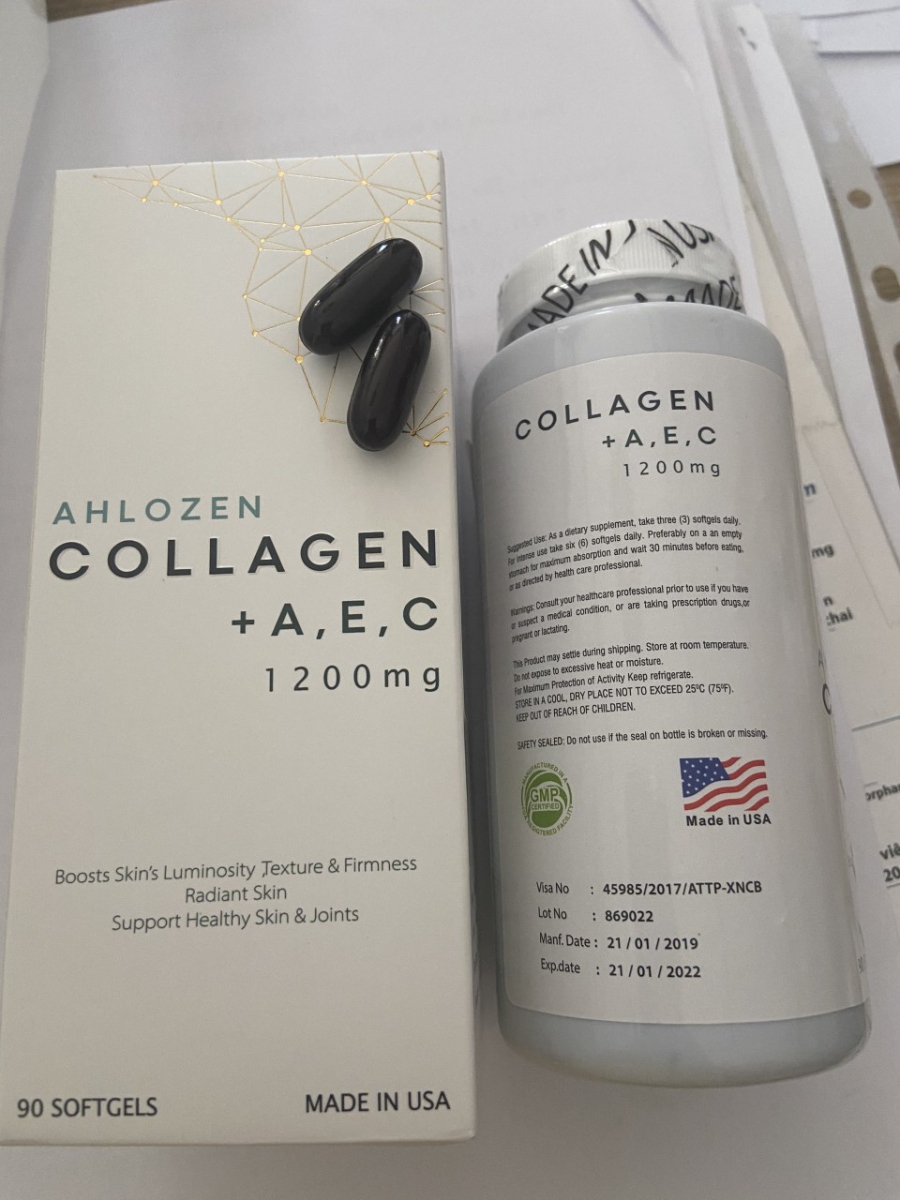 AHLOZEN
COLLAGEN
+ A, E, C
1200mg
Boosts Skin's Luminosity ,Texture & Firmness
Radiant Skin
Support Healthy Skin & Joints
90 SOFTGELS
MADE IN USA
MADE IN
USA
MADE
COLLAGEN
+ A, E, C
1200mg
Suggested Use: As a dietary supplement, take three (3) softgels daily.
For intense use take six (6) softgels daily. Preferably on a an empty
stomach for maximum absorption and wait 30 minutes before eating,
or as directed by health care professional.
Warnings: Consult your healthcare professional prior to use if you have
or suspect a medical condition, or are taking prescription drugs,or
pregnant or lactating.
This Product may settle during shipping. Store at room temperature.
Do not expose to excessive heat or moisture.
For Maximum Protection of Activity Keep refrigerate.
STORE IN A COOL, DRY PLACE NOT TO EXCEED 25ºC (75ºF).
KEEP OUT OF REACH OF CHILDREN.
SAFETY SEALED: Do not use if the seal on bottle is broken or missing.
MANUFACTURED IN A
GMP
CERTIFIED
REGISTERED FACILITY
Made in USA
Visa No : 45985/2017/ATTP-XNCB
Lot No : 869022
Manf. Date : 21 / 01 / 2019
Exp.date : 21 / 01 / 2022
mg